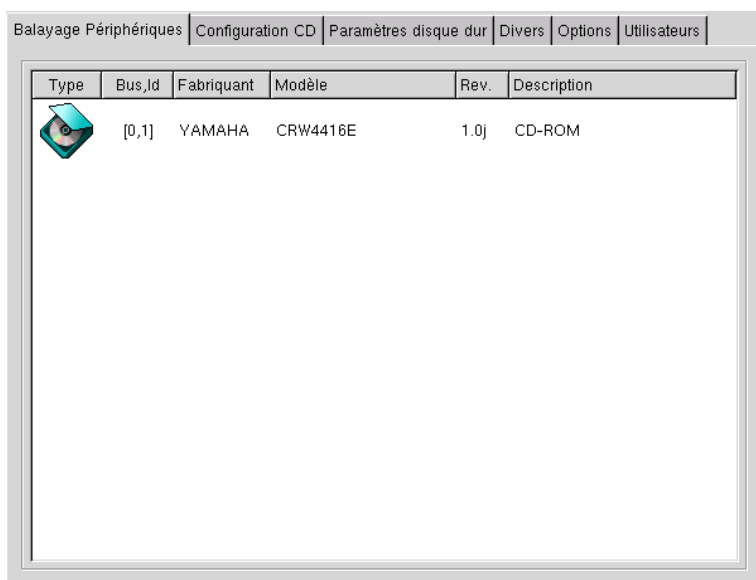 Balayage Périphériques Configuration CD Paramètres disque dur Divers Options Utilisateurs
Type Bus,Id Fabriquant Modèle Rev. Description
[0,1] YAMAHA CRW4416E 1.0j CD-ROM